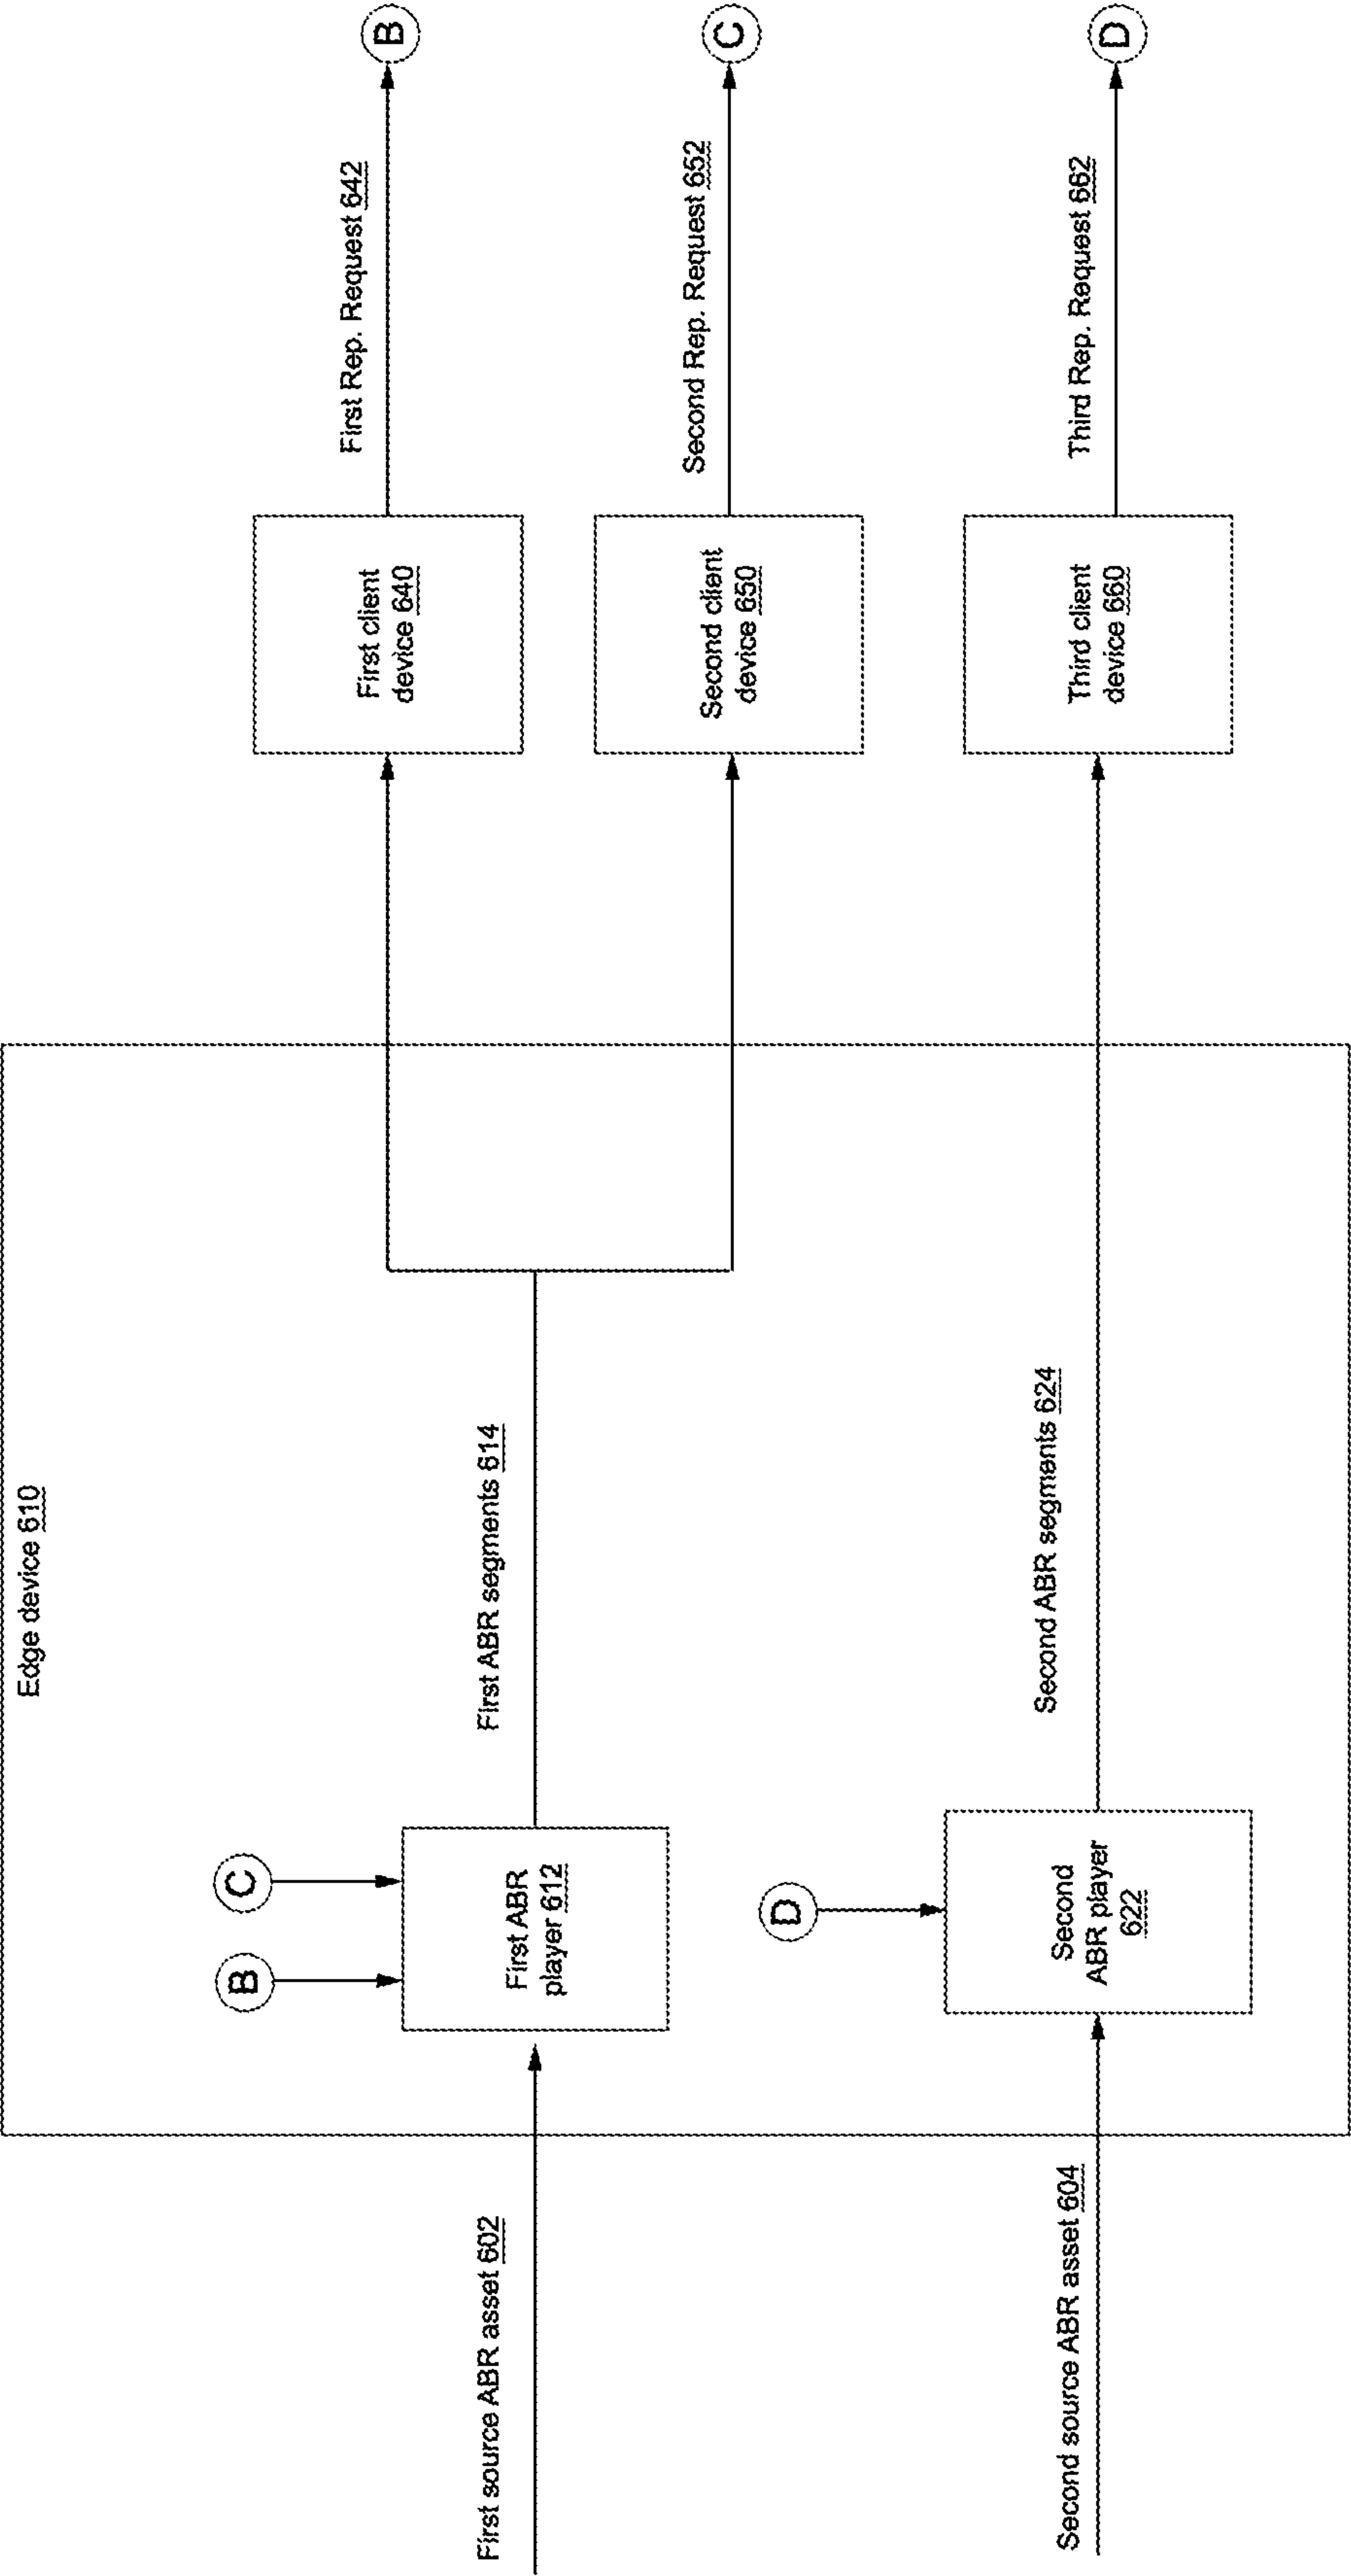 Edge device 610
First source ABR asset 602
B
C
First ABR
player 612
First ABR segments 614
First client
device 640
First Rep. Request 642
B
Second client
device 650
Second Rep. Request 652
C
Second source ABR asset 604
D
Second
ABR player
622
Second ABR segments 624
Third client
device 660
Third Rep. Request 662
D